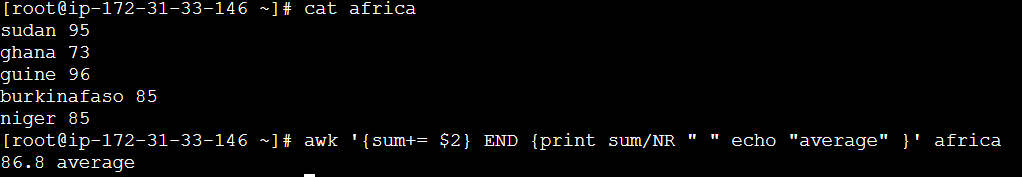 [root@ip-172-31-33-146 ~]# cat africa
sudan 95
ghana 73
guine 96
burkinafaso 85
niger 85
[root@ip-172-31-33-146 ~]# awk '{sum+= $2} END {print sum/NR " " echo "average" }' africa
86.8 average